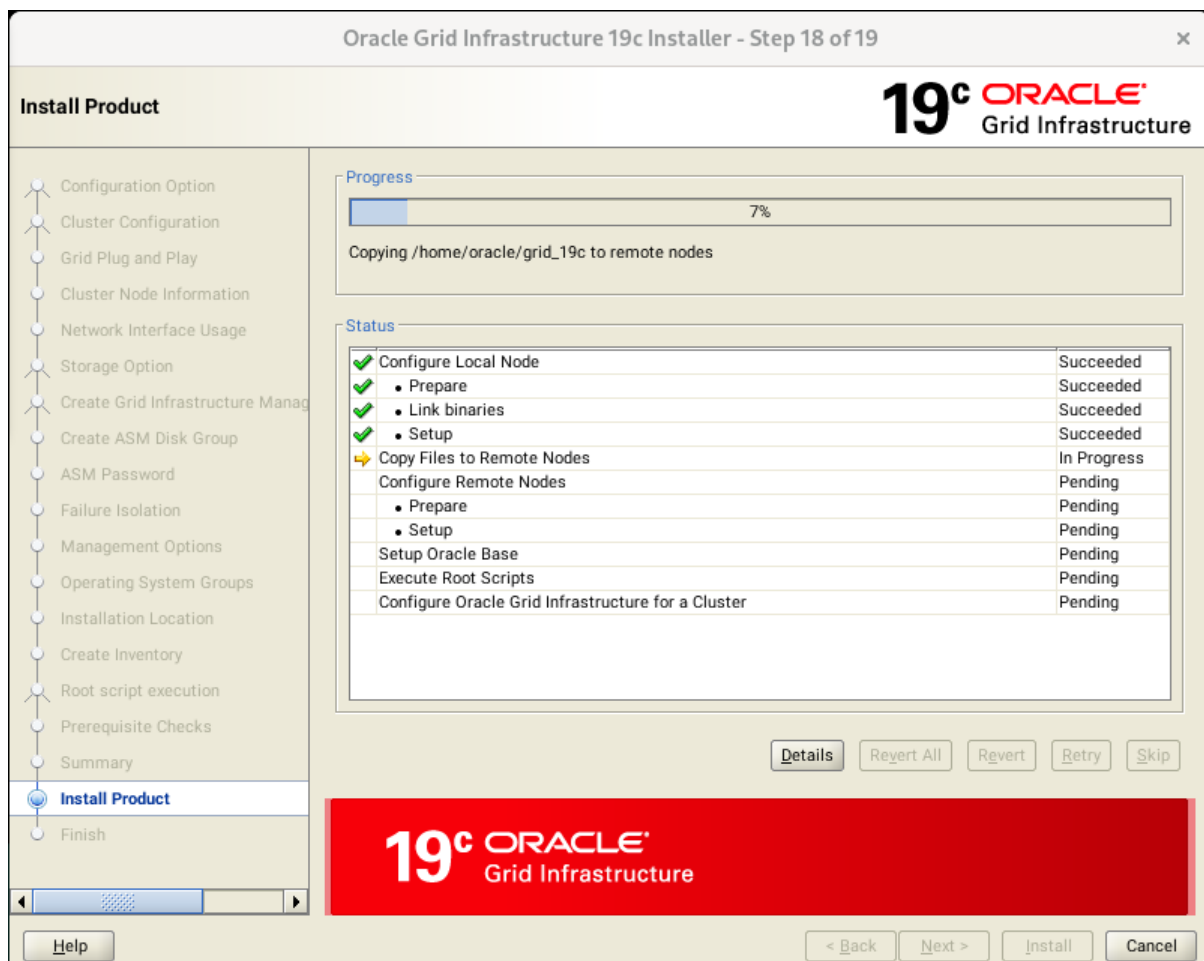 Oracle Grid Infrastructure 19c Installer - Step 18 of 19
Install Product
19c ORACLE
Grid Infrastructure
Configuration Option
Cluster Configuration
Grid Plug and Play
Cluster Node Information
Network Interface Usage
Storage Option
Create Grid Infrastructure Manag
Create ASM Disk Group
ASM Password
Failure Isolation
Management Options
Operating System Groups
Installation Location
Create Inventory
Root script execution
Prerequisite Checks
Summary
Install Product
Finish
Progress
7%
Copying /home/oracle/grid_19c to remote nodes
Status
Configure Local Node Succeeded
• Prepare Succeeded
• Link binaries Succeeded
• Setup Succeeded
Copy Files to Remote Nodes In Progress
Configure Remote Nodes Pending
• Prepare Pending
• Setup Pending
Setup Oracle Base Pending
Execute Root Scripts Pending
Configure Oracle Grid Infrastructure for a Cluster Pending
Details Revert All Revert Retry Skip
19c ORACLE
Grid Infrastructure
Help < Back Next > Install Cancel